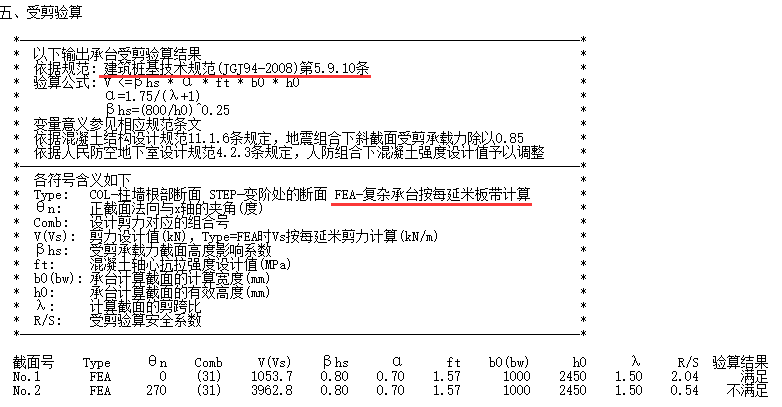 五、受剪验算
*————————————————————————*
* 以下输出承台受剪验算结果 *
* 依据规范: 建筑桩基技术规范(JGJ94-2008)第5.9.10条 *
* 验算公式: V <=βhs * α * ft * b0 * h0 *
* α=1.75/(λ+1) *
* βhs=(800/h0)^0.25 *
* 变量意义参见相应规范条文 *
* 依据混凝土结构设计规范11.1.6条规定, 地震组合下斜截面受剪承载力除以0.85 *
* 依据人民防空地下室设计规范4.2.3条规定, 人防组合下混凝土强度设计值予以调整 *
*————————————————————————*
* 各符号含义如下 *
* Type: COL-柱墙根部断面 STEP-变阶处的断面 FEA-复杂承台按每延米板带计算 *
* θn: 正截面法向与x轴的夹角(度) *
* Comb: 设计剪力对应的组合号 *
* V(Vs): 剪力设计值(kN), Type=FEA时Vs按每延米剪力计算(kN/m) *
* βhs: 受剪承载力截面高度影响系数 *
* ft: 混凝土轴心抗拉强度设计值(MPa) *
* b0(bw): 承台计算截面的计算宽度(mm) *
* h0: 承台计算截面的有效高度(mm) *
* λ: 计算截面的剪跨比 *
* R/S: 受剪验算安全系数 *
*————————————————————————*
截面号 Type θn Comb V(Vs) βhs α ft b0(bw) h0 λ R/S 验算结果
No.1 FEA 0 (31) 1053.7 0.80 0.70 1.57 1000 2450 1.50 2.04 满足
No.2 FEA 270 (31) 3962.8 0.80 0.70 1.57 1000 2450 1.50 0.54 不满足